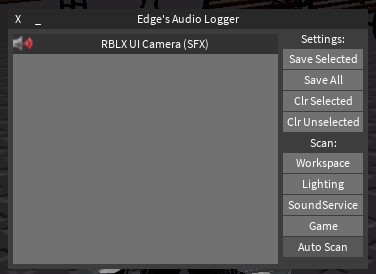 X _ Edge's Audio Logger
RBLX UI Camera (SFX)
Settings:
Save Selected
Save All
Clr Selected
Clr Unselected
Scan:
Workspace
Lighting
SoundService
Game
Auto Scan